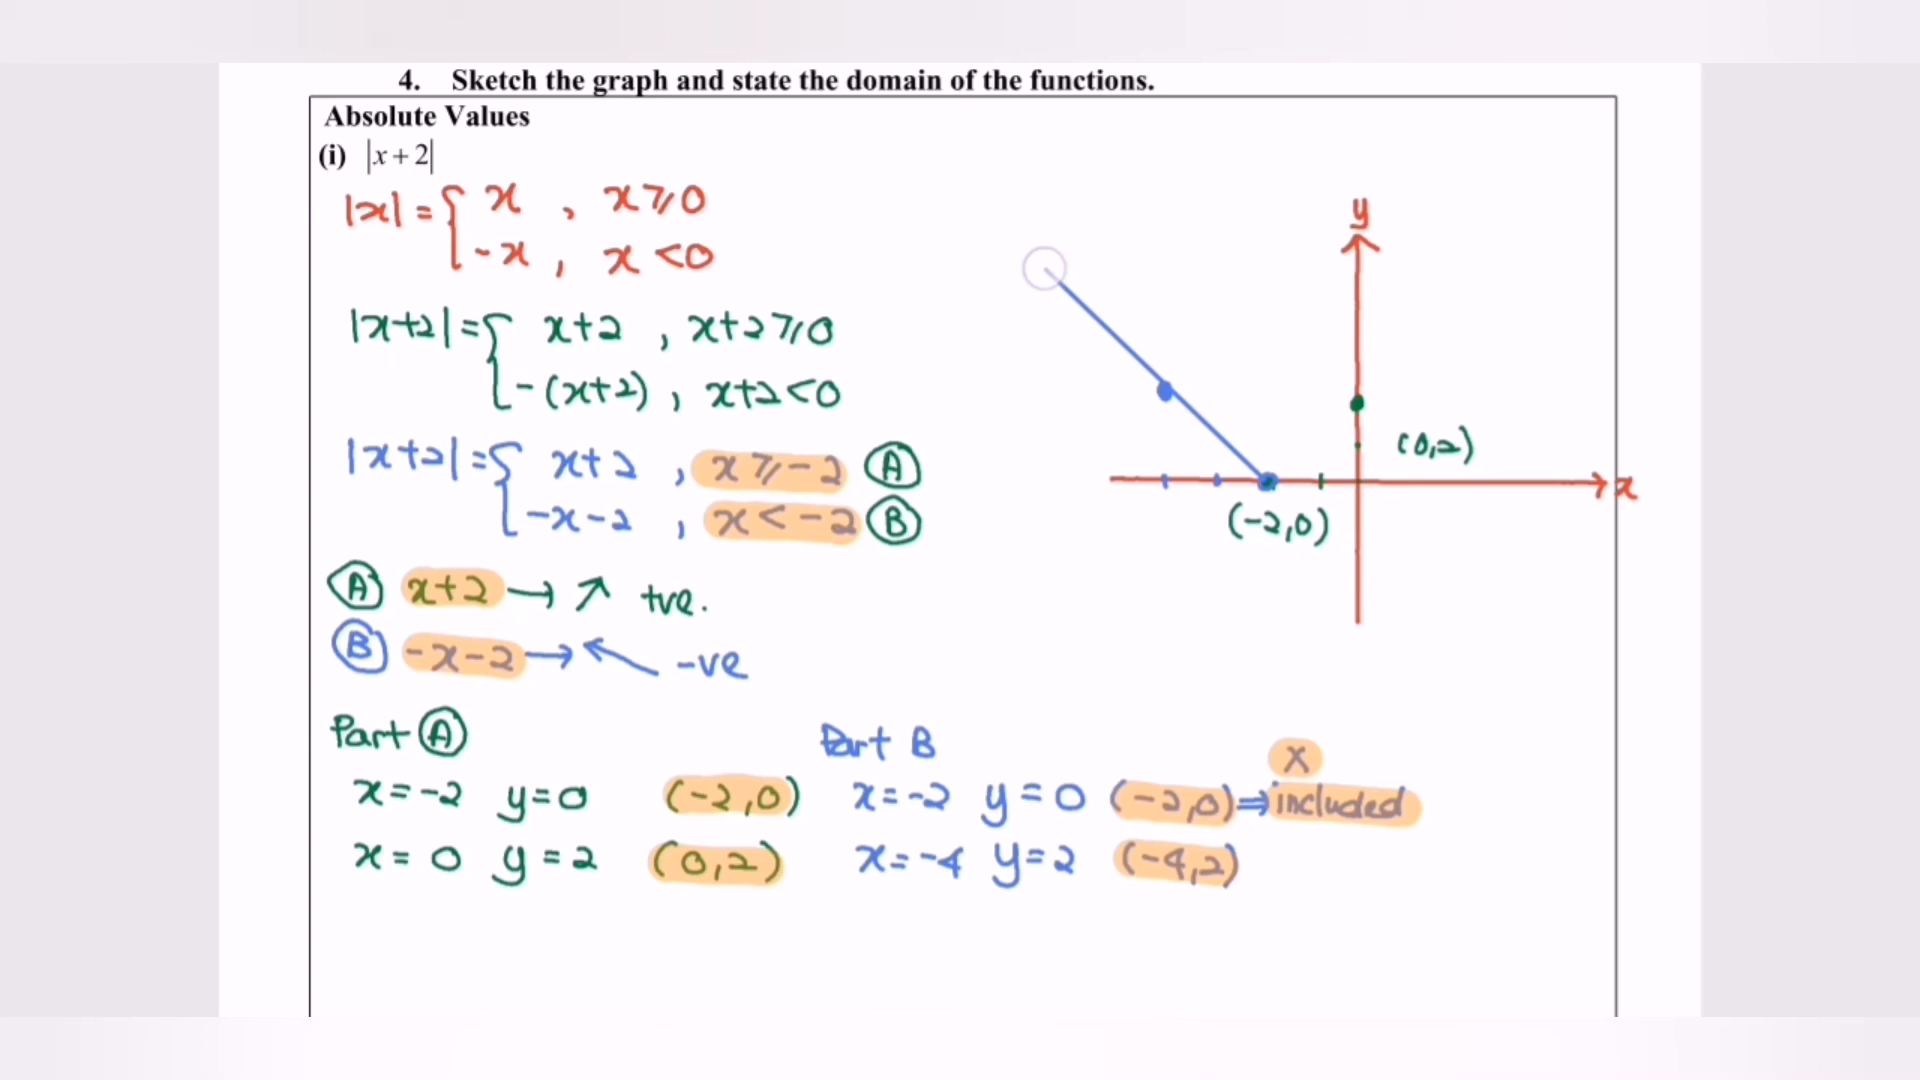 4. Sketch the graph and state the domain of the functions.
Absolute Values
(i) |x + 2|
|x| = { x , x ⩾ 0
-x , x < 0
|x+2| = { x+2 , x+2 ⩾ 0
-(x+2) , x+2 < 0
|x+2| = { x+2 , x ⩾ -2 Ⓐ
-x-2 , x < -2 Ⓑ
Ⓐ x+2 → ↗ +ve.
Ⓑ -x-2 → ↖ -ve
Part Ⓐ
x = -2 y = 0 (-2,0)
x = 0 y = 2 (0,2)
Part B
x
x = -2 y = 0 (-2,0) ⇒ included
x = -4 y = 2 (-4,2)
y
(0,2)
x
(-2,0)